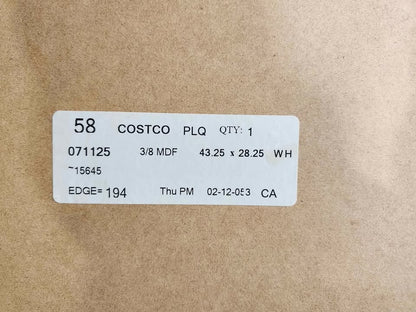 58 COSTCO PLQ QTY: 1
071125 3/8 MDF 43.25 x 28.25 WH
~15645
EDGE= 194 Thu PM 02-12-053 CA